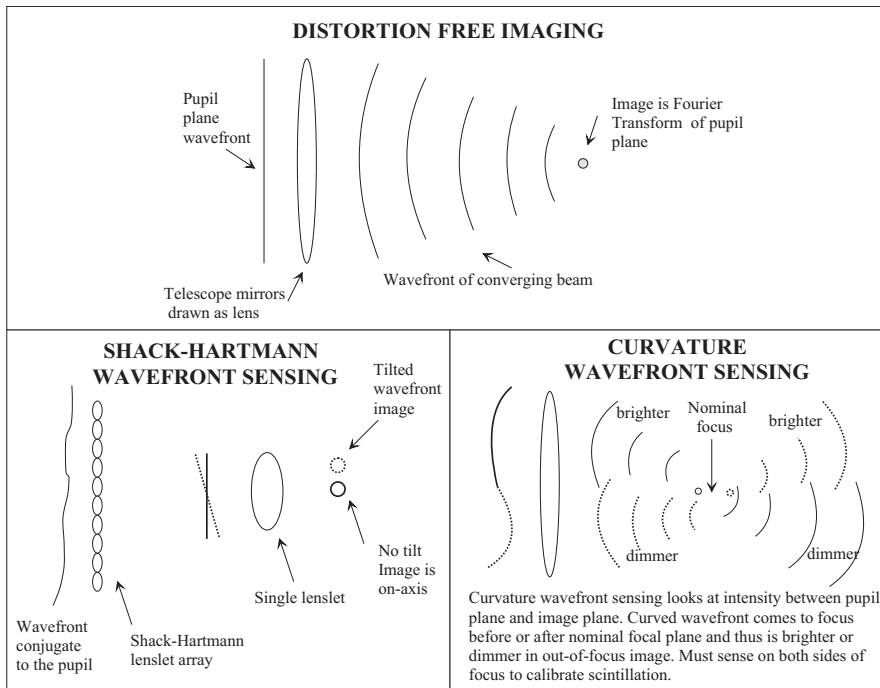 DISTORTION FREE IMAGING
Pupil
plane
wavefront
Image is Fourier
Transform of pupil
plane
Wavefront of converging beam
Telescope mirrors
drawn as lens
SHACK-HARTMANN
WAVEFRONT SENSING
Tilted
wavefront
image
No tilt
Image is
on-axis
Single lenslet
Wavefront
conjugate
to the pupil
Shack-Hartmann
lenslet array
CURVATURE
WAVEFRONT SENSING
brighter
Nominal
focus
brighter
dimmer
dimmer
Curvature wavefront sensing looks at intensity between pupil
plane and image plane. Curved wavefront comes to focus
before or after nominal focal plane and thus is brighter or
dimmer in out-of-focus image. Must sense on both sides of
focus to calibrate scintillation.